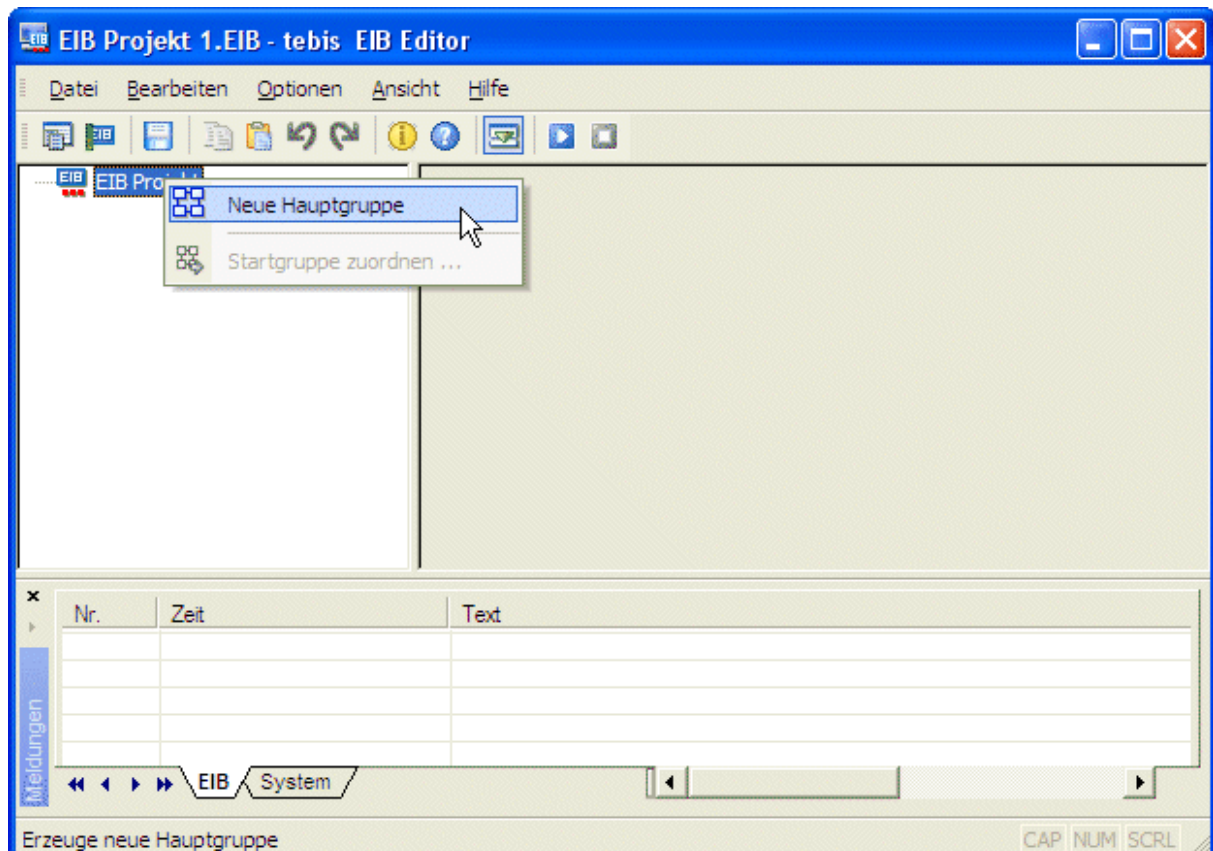 EIB Projekt 1.EIB - tebis EIB Editor
Datei Bearbeiten Optionen Ansicht Hilfe
EIB
EIB
EIB Projekt
Neue Hauptgruppe
Startgruppe zuordnen ...
Nr. Zeit Text
Meldungen
EIB System
Erzeuge neue Hauptgruppe CAP NUM SCRL